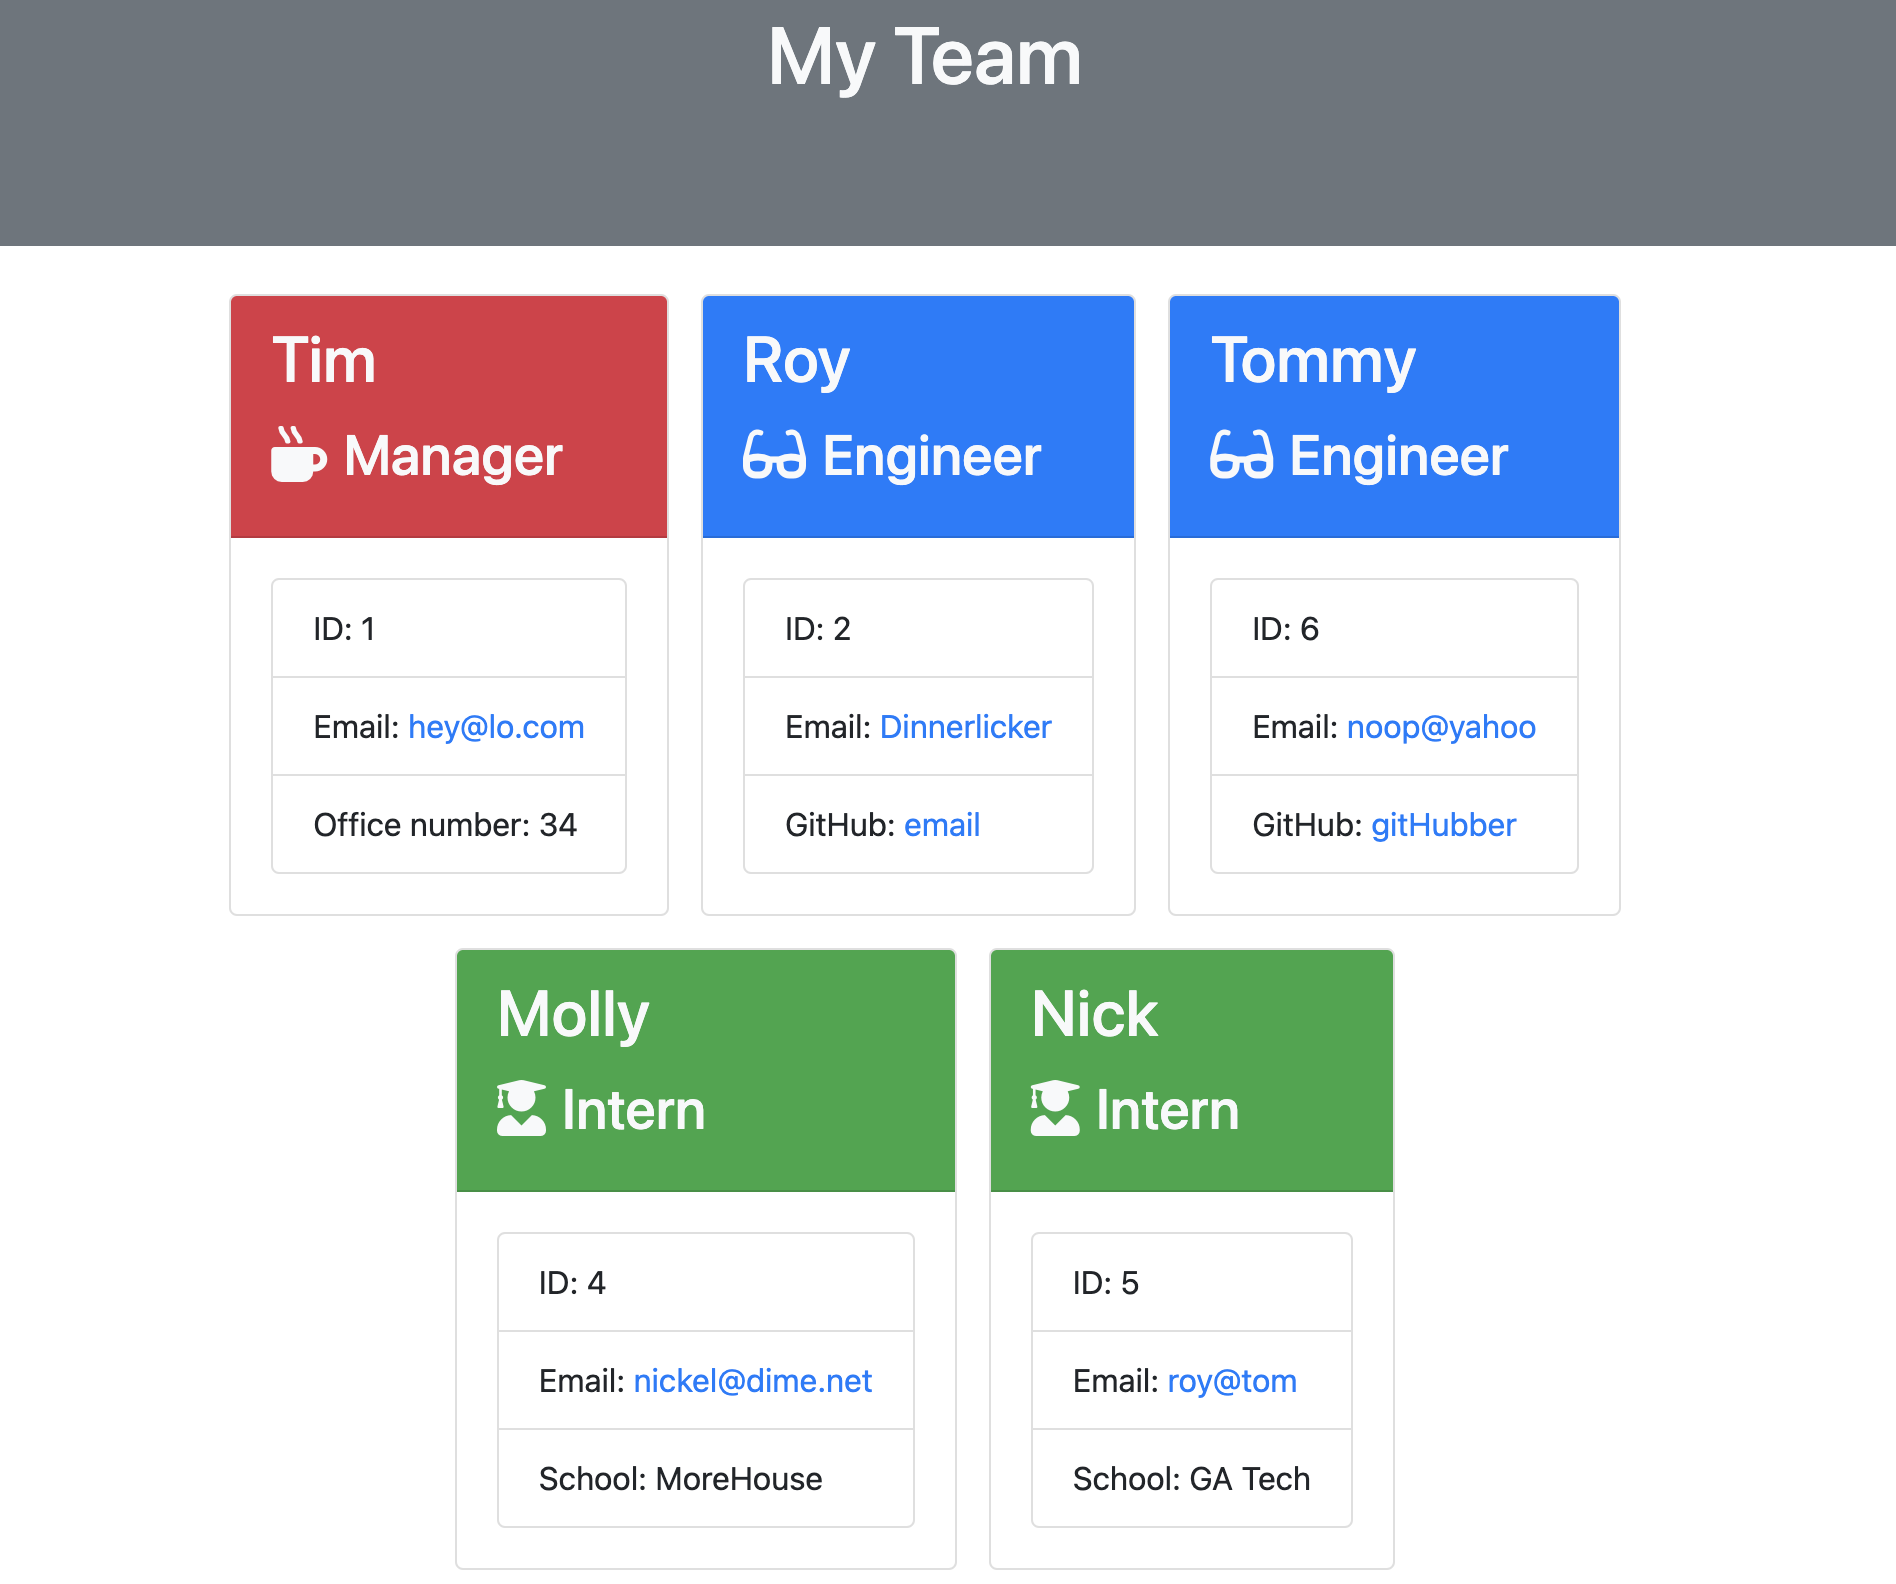 My Team
Tim
Manager
ID: 1
Email: hey@lo.com
Office number: 34
Roy
Engineer
ID: 2
Email: Dinnerlicker
GitHub: email
Tommy
Engineer
ID: 6
Email: noop@yahoo
GitHub: gitHubber
Molly
Intern
ID: 4
Email: nickel@dime.net
School: MoreHouse
Nick
Intern
ID: 5
Email: roy@tom
School: GA Tech